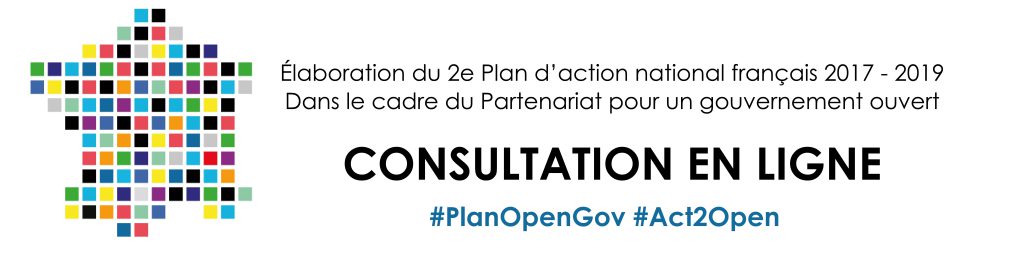 Élaboration du 2e Plan d’action national français 2017 - 2019
Dans le cadre du Partenariat pour un gouvernement ouvert
CONSULTATION EN LIGNE
#PlanOpenGov #Act2Open